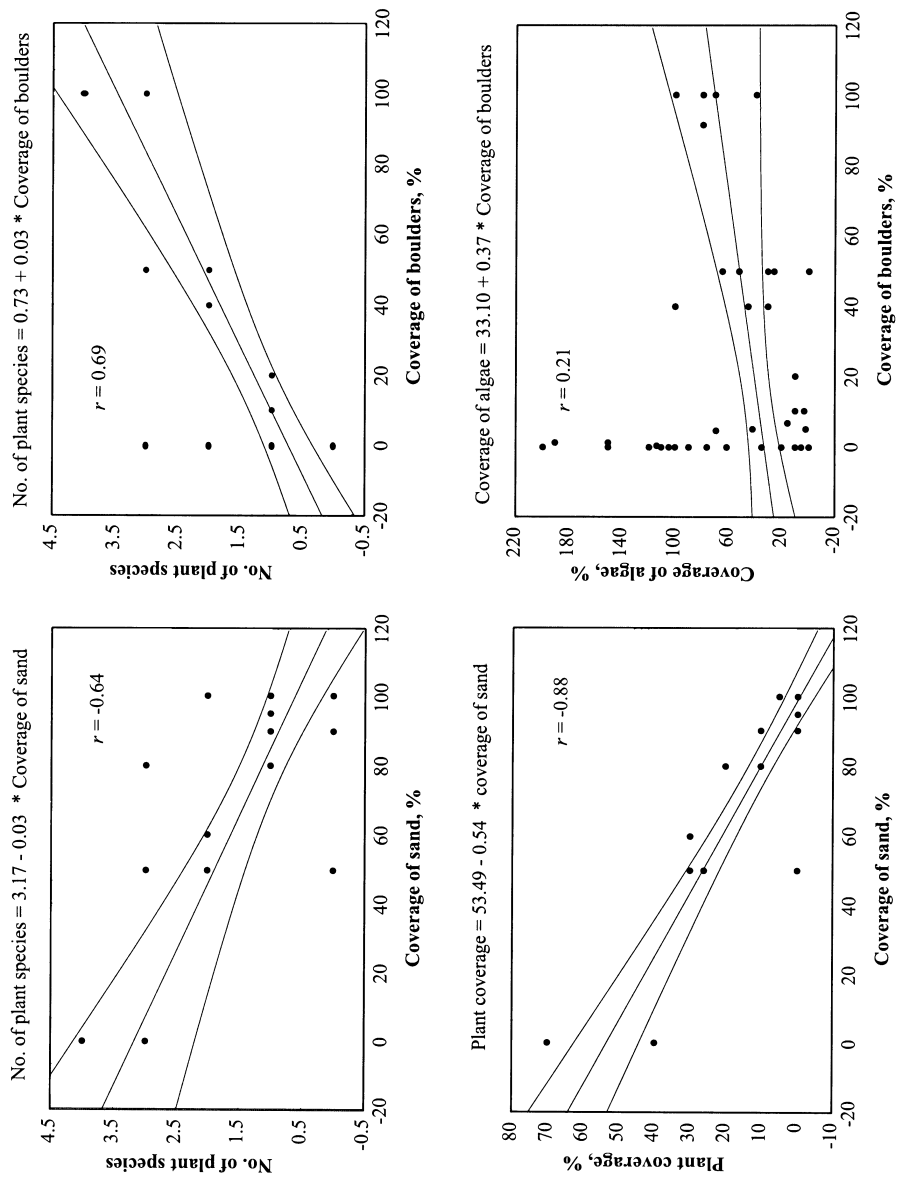 No. of plant species = 3.17 - 0.03 * Coverage of sand
r = -0.64
No. of plant species
4.5
3.5
2.5
1.5
0.5
-0.5
-20 0 20 40 60 80 100 120
Coverage of sand, %
No. of plant species = 0.73 + 0.03 * Coverage of boulders
r = 0.69
No. of plant species
4.5
3.5
2.5
1.5
0.5
-0.5
-20 0 20 40 60 80 100 120
Coverage of boulders, %
Plant coverage = 53.49 - 0.54 * coverage of sand
r = -0.88
Plant coverage, %
80
70
60
50
40
30
20
10
0
-10
-20 0 20 40 60 80 100 120
Coverage of sand, %
Coverage of algae = 33.10 + 0.37 * Coverage of boulders
r = 0.21
Coverage of algae, %
220
180
140
100
60
20
-20
-20 0 20 40 60 80 100 120
Coverage of boulders, %